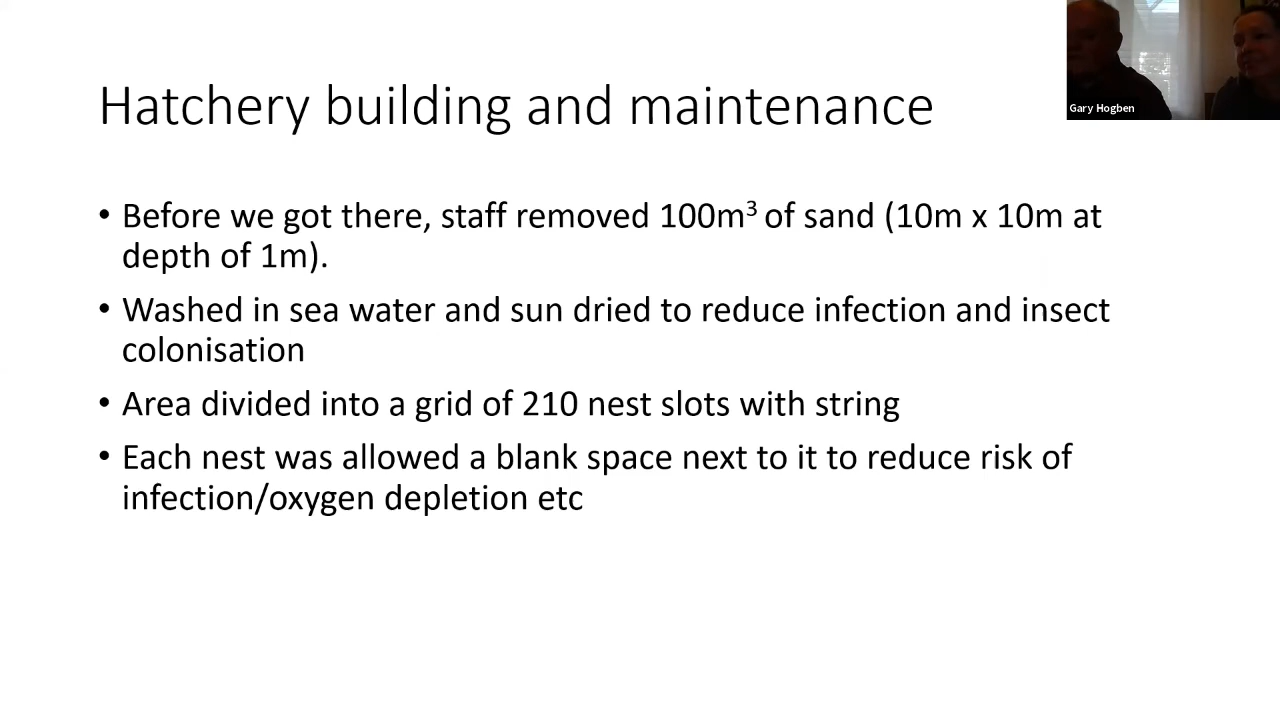 Gary Hogben
Hatchery building and maintenance
• Before we got there, staff removed 100m³ of sand (10m x 10m at
depth of 1m).
• Washed in sea water and sun dried to reduce infection and insect
colonisation
• Area divided into a grid of 210 nest slots with string
• Each nest was allowed a blank space next to it to reduce risk of
infection/oxygen depletion etc